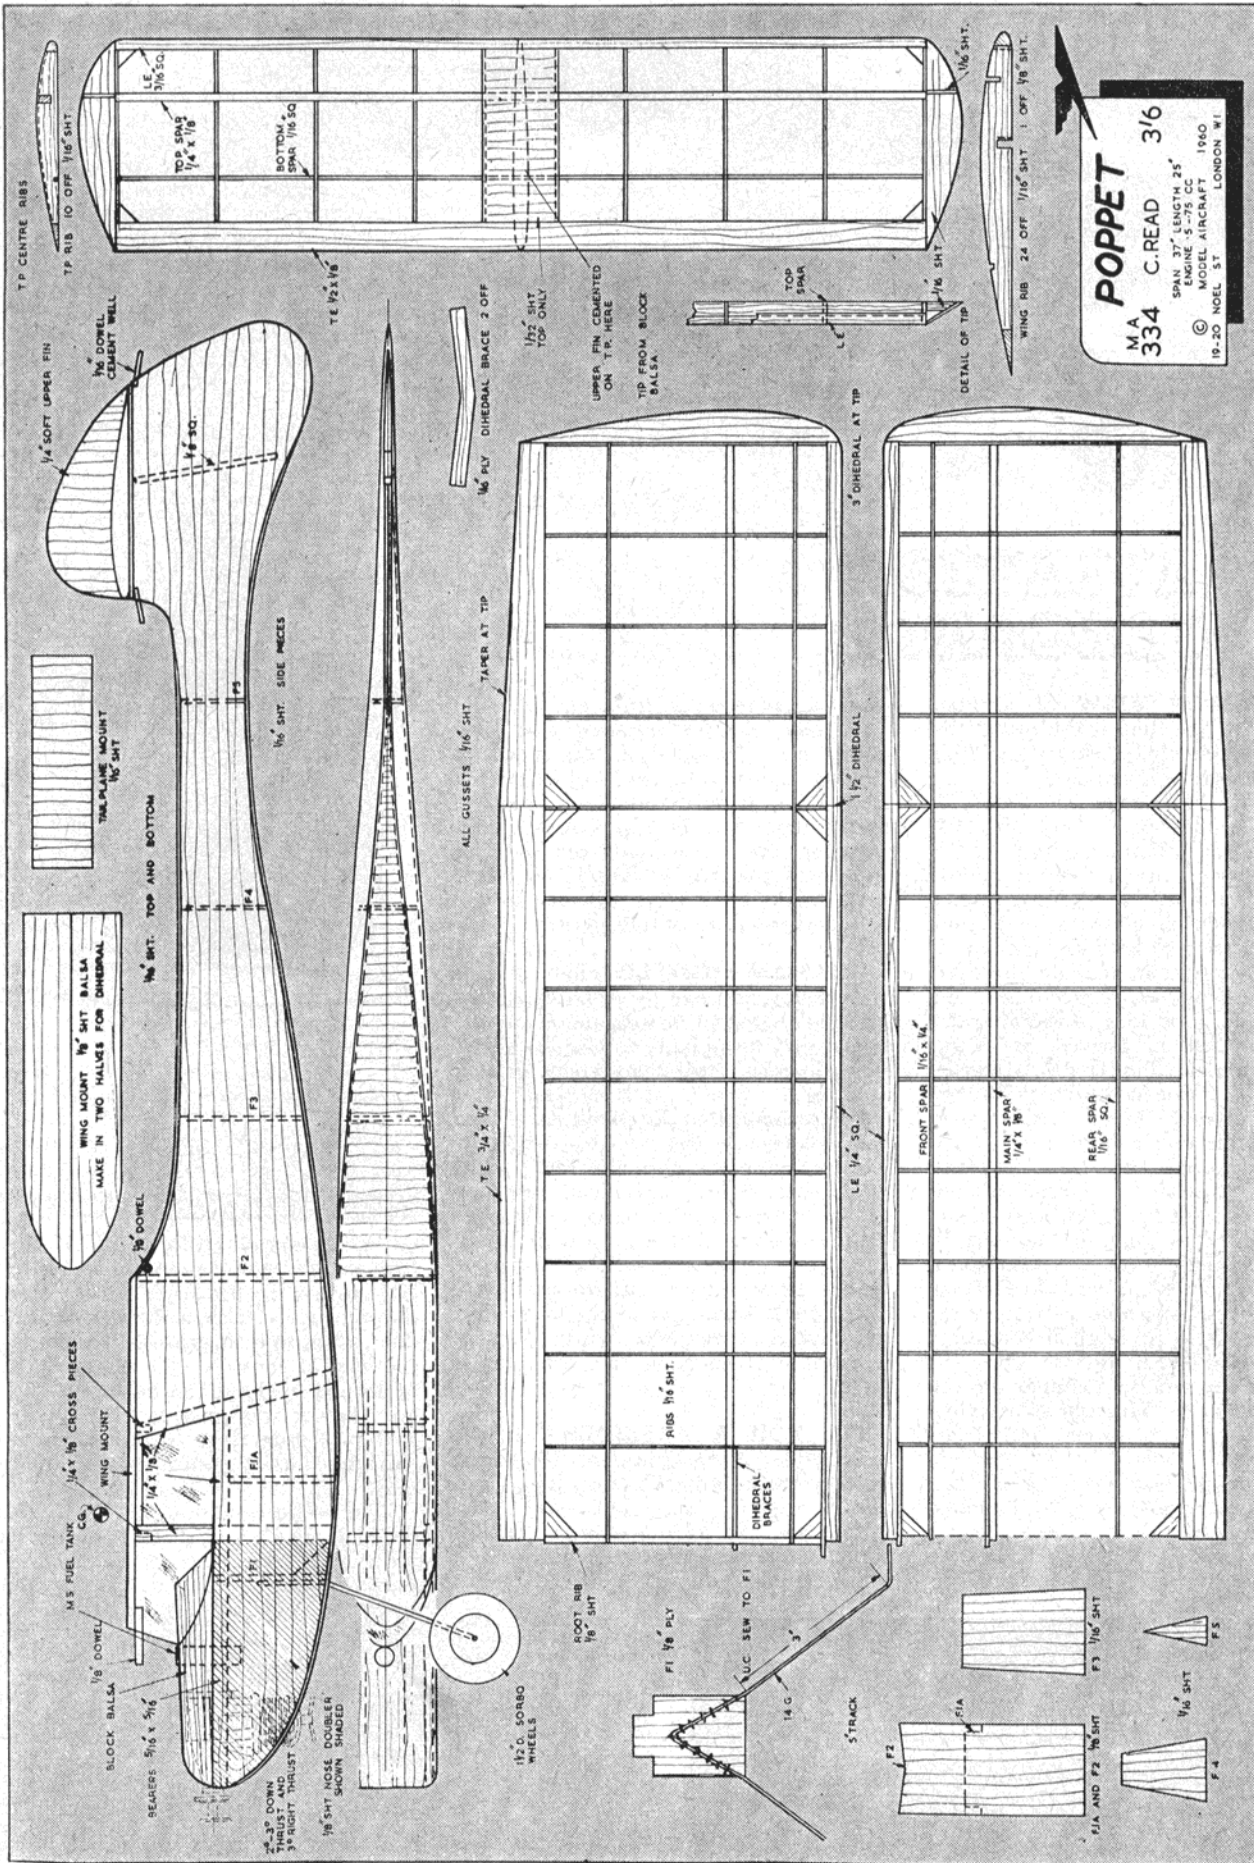 T.P CENTRE RIBS
T.P RIB 10 OFF 1/16" SHT
LE
3/16 SQ.
TOP SPAR
1/4" X 1/8"
BOTTOM
SPAR 1/16 SQ
1/16" SHT.
T E 1/2 X 1/8
1/32 SHT
TOP ONLY
UPPER FIN CEMENTED
ON T.P. HERE
TIP FROM BLOCK
BALSA
TOP
SPAR
L E
1/16 SHT
DETAIL OF TIP
WING RIB 24 OFF 1/16" SHT 1 OFF 1/8" SHT.
POPPET
M A
334 C.READ 3'6
SPAN 37" LENGTH 25"
ENGINE .5 -.75 CC
MODEL AIRCRAFT 1960
©
19-20 NOEL ST LONDON W1
1/4" SOFT UPPER FIN
1/16" DOWEL
CEMENT WELL
1/8 SQ.
1/16 PLY DIHEDRAL BRACE 2 OFF
TAILPLANE MOUNT
1/16" SHT
WING MOUNT 1/8" SHT BALSA
MAKE IN TWO HALVES FOR DIHEDRAL
1/16" SHT. TOP AND BOTTOM
1/16" SHT. SIDE PIECES
F5
F4
F3
F2
1/8" DOWEL
1/4 X 1/8" CROSS PIECES
WING MOUNT
1/4" X 1/8"
C.G.
M S FUEL TANK
1/8" DOWEL
BLOCK BALSA
BEARERS 5/16 X 5/16
F1A
F1
2°-3° DOWN
THRUST AND
3° RIGHT THRUST
1/8" SHT NOSE DOUBLER
SHOWN SHADED
1 1/2" D. SORBO
WHEELS
ALL GUSSETS 1/16" SHT
TAPER AT TIP
3" DIHEDRAL AT TIP
1 1/2" DIHEDRAL
T E 3/4" X 1/4"
L E 1/4" SQ.
FRONT SPAR 1/16 x 1/4"
MAIN SPAR
1/4" X 1/8"
REAR SPAR
1/16" SQ.
RIBS 1/16" SHT.
DIHEDRAL
BRACES
ROOT RIB
1/8" SHT
F1 1/8" PLY
U.C. SEW TO F1
3"
14 G
5"TRACK
F2
F1A
F1A AND F2 1/8" SHT
F3 1/16" SHT
F 4
1/16" SHT
F 5